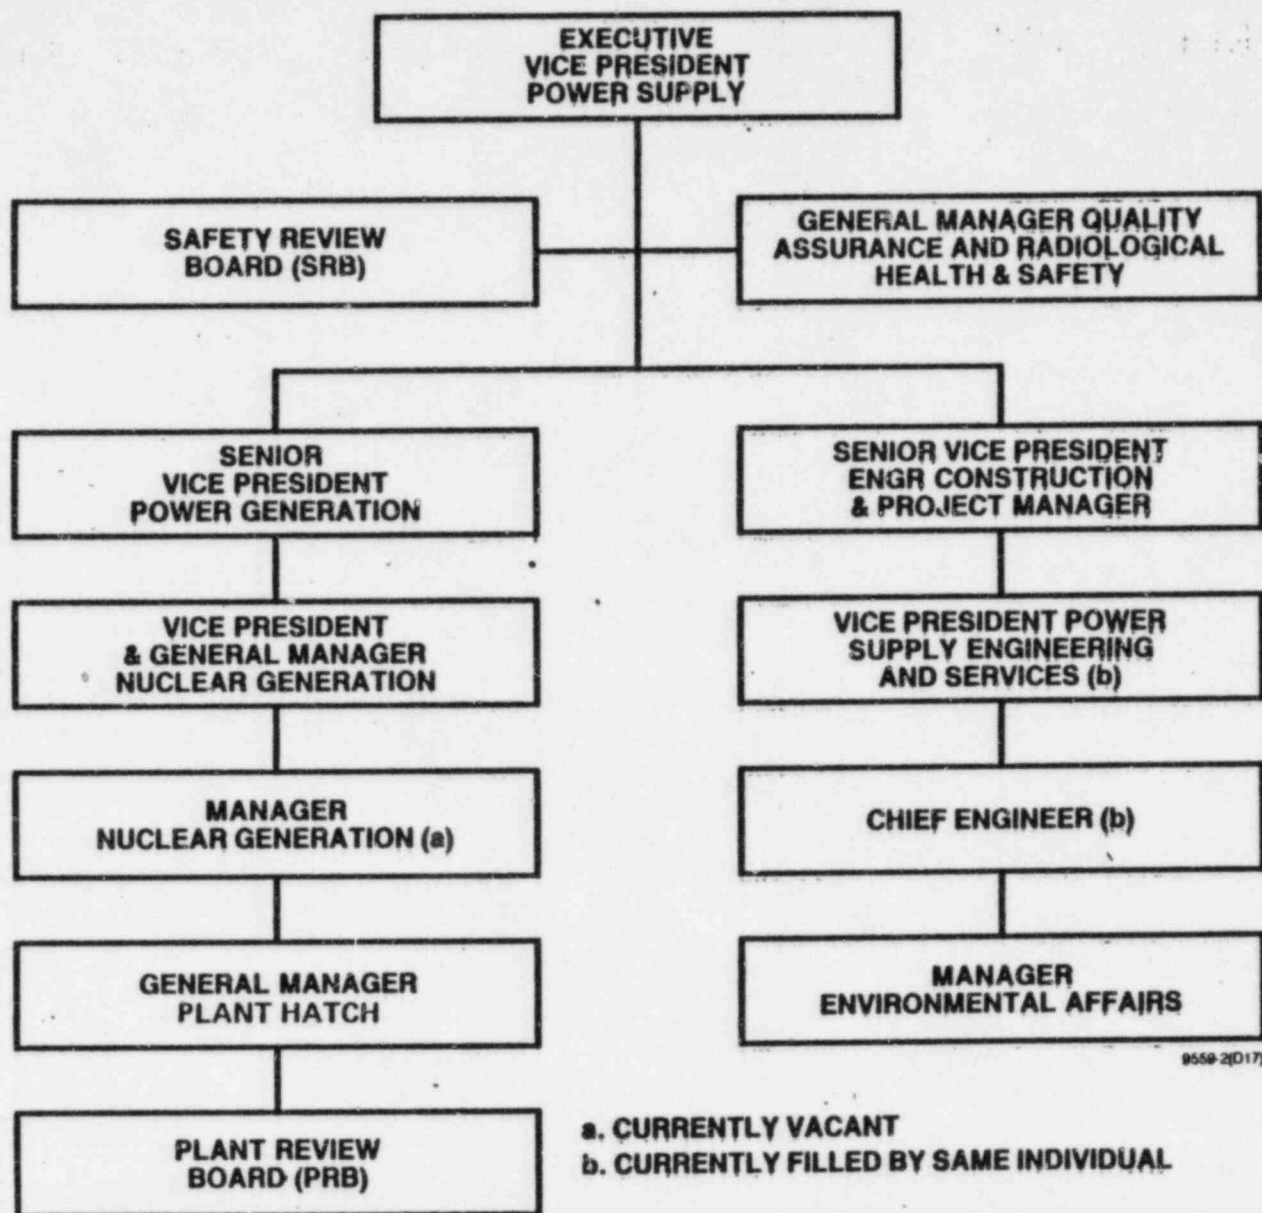 EXECUTIVE
VICE PRESIDENT
POWER SUPPLY
SAFETY REVIEW
BOARD (SRB)
GENERAL MANAGER QUALITY
ASSURANCE AND RADIOLOGICAL
HEALTH & SAFETY
SENIOR
VICE PRESIDENT
POWER GENERATION
SENIOR VICE PRESIDENT
ENGR CONSTRUCTION
& PROJECT MANAGER
VICE PRESIDENT
& GENERAL MANAGER
NUCLEAR GENERATION
VICE PRESIDENT POWER
SUPPLY ENGINEERING
AND SERVICES (b)
MANAGER
NUCLEAR GENERATION (a)
CHIEF ENGINEER (b)
GENERAL MANAGER
PLANT HATCH
MANAGER
ENVIRONMENTAL AFFAIRS
9559-2(D17)
PLANT REVIEW
BOARD (PRB)
a. CURRENTLY VACANT
b. CURRENTLY FILLED BY SAME INDIVIDUAL